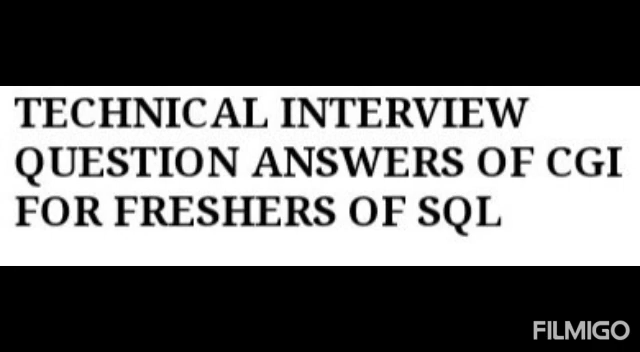 TECHNICAL INTERVIEW
QUESTION ANSWERS OF CGI
FOR FRESHERS OF SQL
FILMIGO